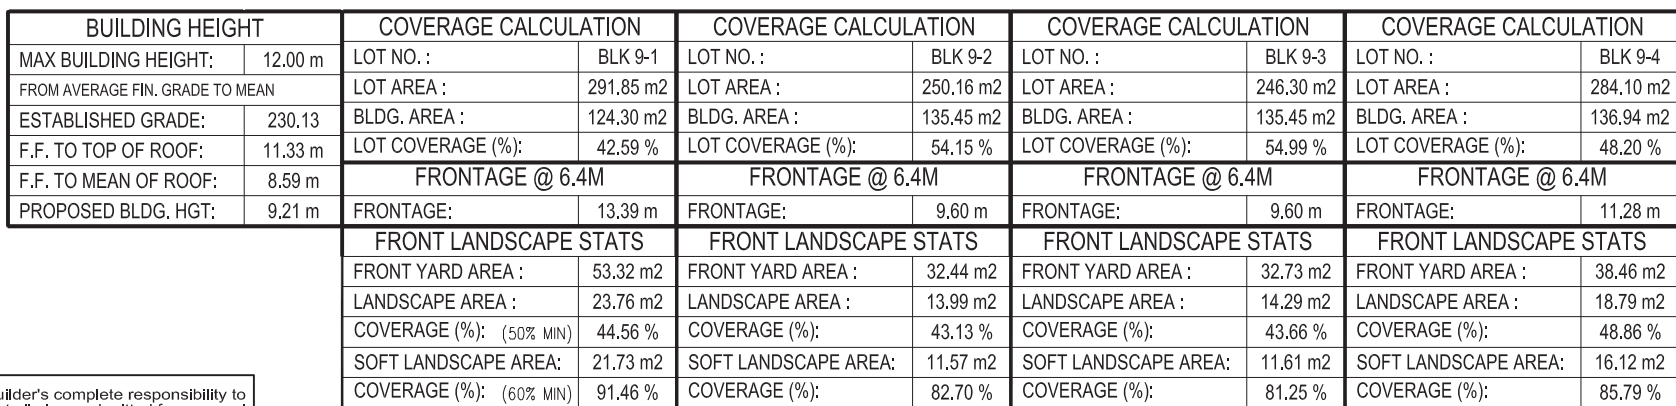 BUILDING HEIGHT
MAX BUILDING HEIGHT: 12.00 m
FROM AVERAGE FIN. GRADE TO MEAN
ESTABLISHED GRADE: 230.13
F.F. TO TOP OF ROOF: 11.33 m
F.F. TO MEAN OF ROOF: 8.59 m
PROPOSED BLDG. HGT: 9.21 m
COVERAGE CALCULATION
LOT NO. : BLK 9-1
LOT AREA : 291.85 m2
BLDG. AREA : 124.30 m2
LOT COVERAGE (%): 42.59 %
FRONTAGE @ 6.4M
FRONTAGE: 13.39 m
FRONT LANDSCAPE STATS
FRONT YARD AREA : 53.32 m2
LANDSCAPE AREA : 23.76 m2
COVERAGE (%): (50% MIN) 44.56 %
SOFT LANDSCAPE AREA: 21.73 m2
COVERAGE (%): (60% MIN) 91.46 %
COVERAGE CALCULATION
LOT NO. : BLK 9-2
LOT AREA : 250.16 m2
BLDG. AREA : 135.45 m2
LOT COVERAGE (%): 54.15 %
FRONTAGE @ 6.4M
FRONTAGE: 9.60 m
FRONT LANDSCAPE STATS
FRONT YARD AREA : 32.44 m2
LANDSCAPE AREA : 13.99 m2
COVERAGE (%): 43.13 %
SOFT LANDSCAPE AREA: 11.57 m2
COVERAGE (%): 82.70 %
COVERAGE CALCULATION
LOT NO. : BLK 9-3
LOT AREA : 246.30 m2
BLDG. AREA : 135.45 m2
LOT COVERAGE (%): 54.99 %
FRONTAGE @ 6.4M
FRONTAGE: 9.60 m
FRONT LANDSCAPE STATS
FRONT YARD AREA : 32.73 m2
LANDSCAPE AREA : 14.29 m2
COVERAGE (%): 43.66 %
SOFT LANDSCAPE AREA: 11.61 m2
COVERAGE (%): 81.25 %
COVERAGE CALCULATION
LOT NO. : BLK 9-4
LOT AREA : 284.10 m2
BLDG. AREA : 136.94 m2
LOT COVERAGE (%): 48.20 %
FRONTAGE @ 6.4M
FRONTAGE: 11.28 m
FRONT LANDSCAPE STATS
FRONT YARD AREA : 38.46 m2
LANDSCAPE AREA : 18.79 m2
COVERAGE (%): 48.86 %
SOFT LANDSCAPE AREA: 16.12 m2
COVERAGE (%): 85.79 %
uilder's complete responsibility to